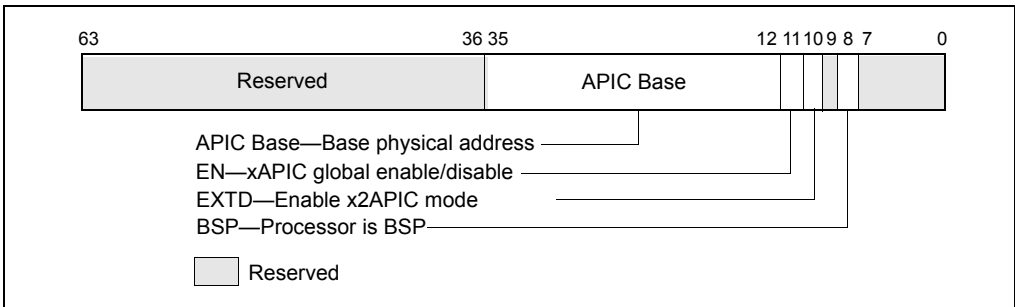 63 36 35 12 11 10 9 8 7 0
Reserved APIC Base
APIC Base—Base physical address
EN—xAPIC global enable/disable
EXTD—Enable x2APIC mode
BSP—Processor is BSP
Reserved